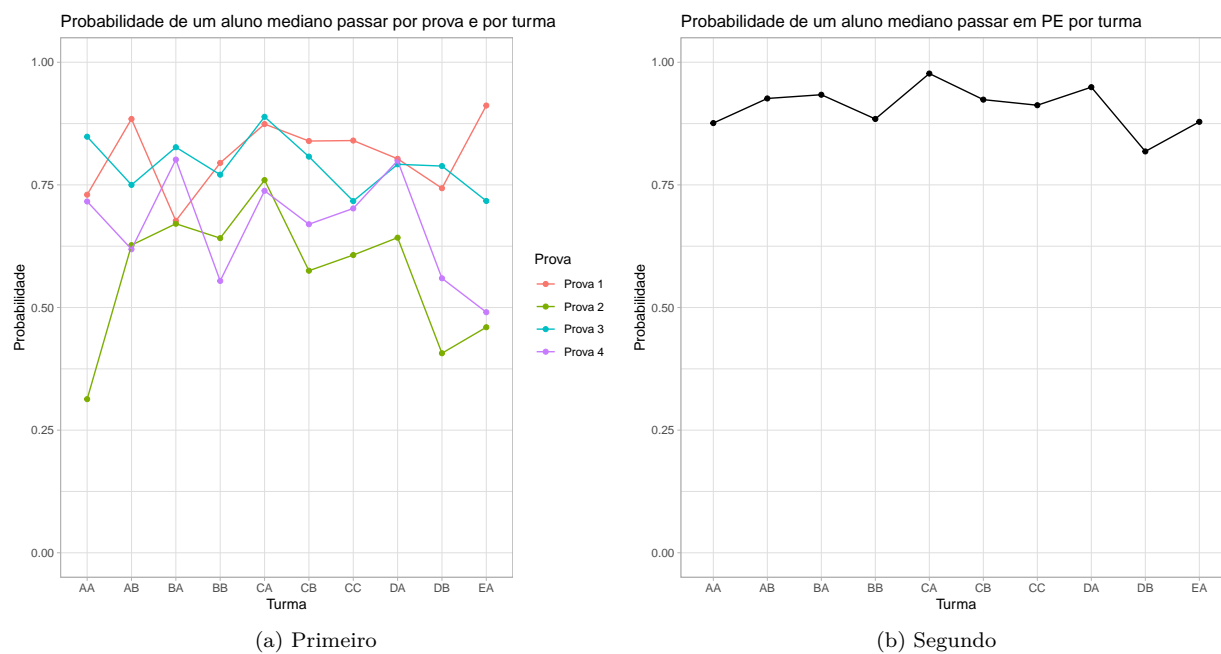 Probabilidade de um aluno mediano passar por prova e por turma
1.00
0.75
0.50
0.25
0.00
Probabilidade
AA AB BA BB CA CB CC DA DB EA
Turma
Prova
Prova 1
Prova 2
Prova 3
Prova 4
(a) Primeiro
Probabilidade de um aluno mediano passar em PE por turma
1.00
0.75
0.50
0.25
0.00
Probabilidade
AA AB BA BB CA CB CC DA DB EA
Turma
(b) Segundo